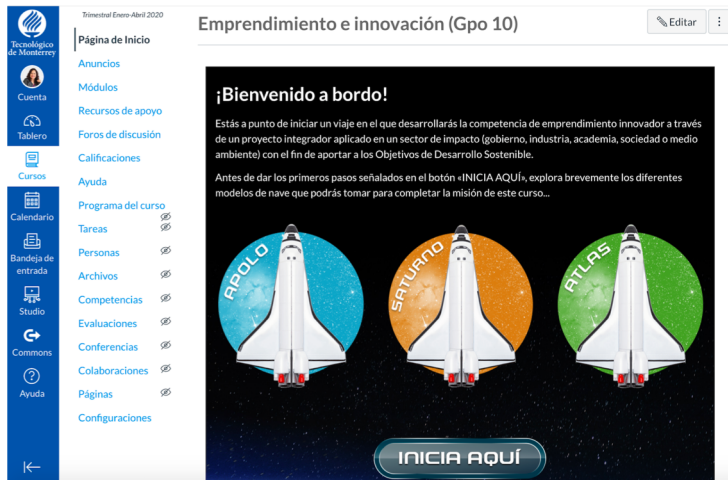 Tecnológico
de Monterrey
Cuenta
Tablero
Cursos
Calendario
Bandeja de
entrada
Studio
Commons
Ayuda
Trimestral Enero-Abril 2020
Página de Inicio
Anuncios
Módulos
Recursos de apoyo
Foros de discusión
Calificaciones
Ayuda
Programa del curso
Tareas
Personas
Archivos
Competencias
Evaluaciones
Conferencias
Colaboraciones
Páginas
Configuraciones
Emprendimiento e innovación (Gpo 10)
Editar
¡Bienvenido a bordo!
Estás a punto de iniciar un viaje en el que desarrollarás la competencia de emprendimiento innovador a través
de un proyecto integrador aplicado en un sector de impacto (gobierno, industria, academia, sociedad o medio
ambiente) con el fin de aportar a los Objetivos de Desarrollo Sostenible.
Antes de dar los primeros pasos señalados en el botón «INICIA AQUÍ», explora brevemente los diferentes
modelos de nave que podrás tomar para completar la misión de este curso...
APOLO
SATURNO
ATLAS
INICIA AQUÍ